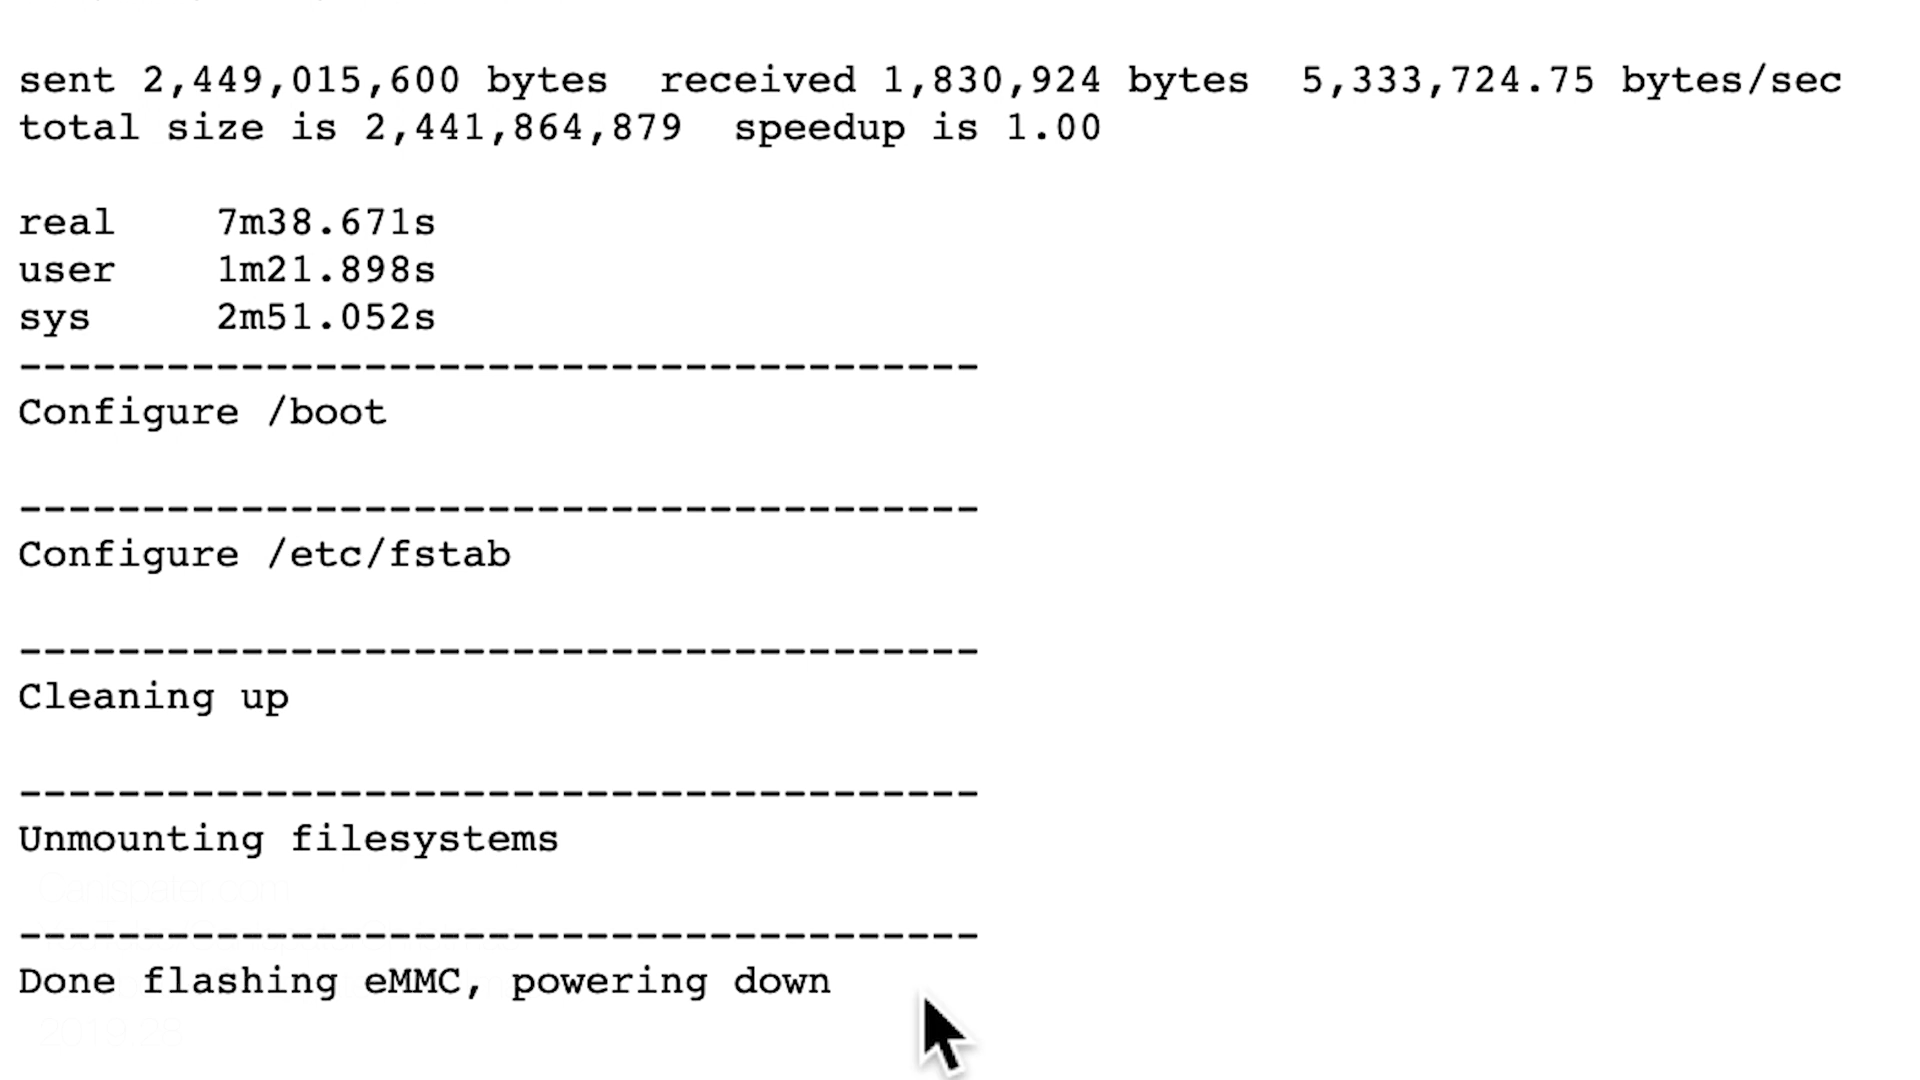 sent 2,449,015,600 bytes  received 1,830,924 bytes  5,333,724.75 bytes/sec
total size is 2,441,864,879  speedup is 1.00
real    7m38.671s
user    1m21.898s
sys     2m51.052s
---------------------------------------
Configure /boot
---------------------------------------
Configure /etc/fstab
---------------------------------------
Cleaning up
---------------------------------------
Unmounting filesystems
---------------------------------------
Done flashing eMMC, powering down